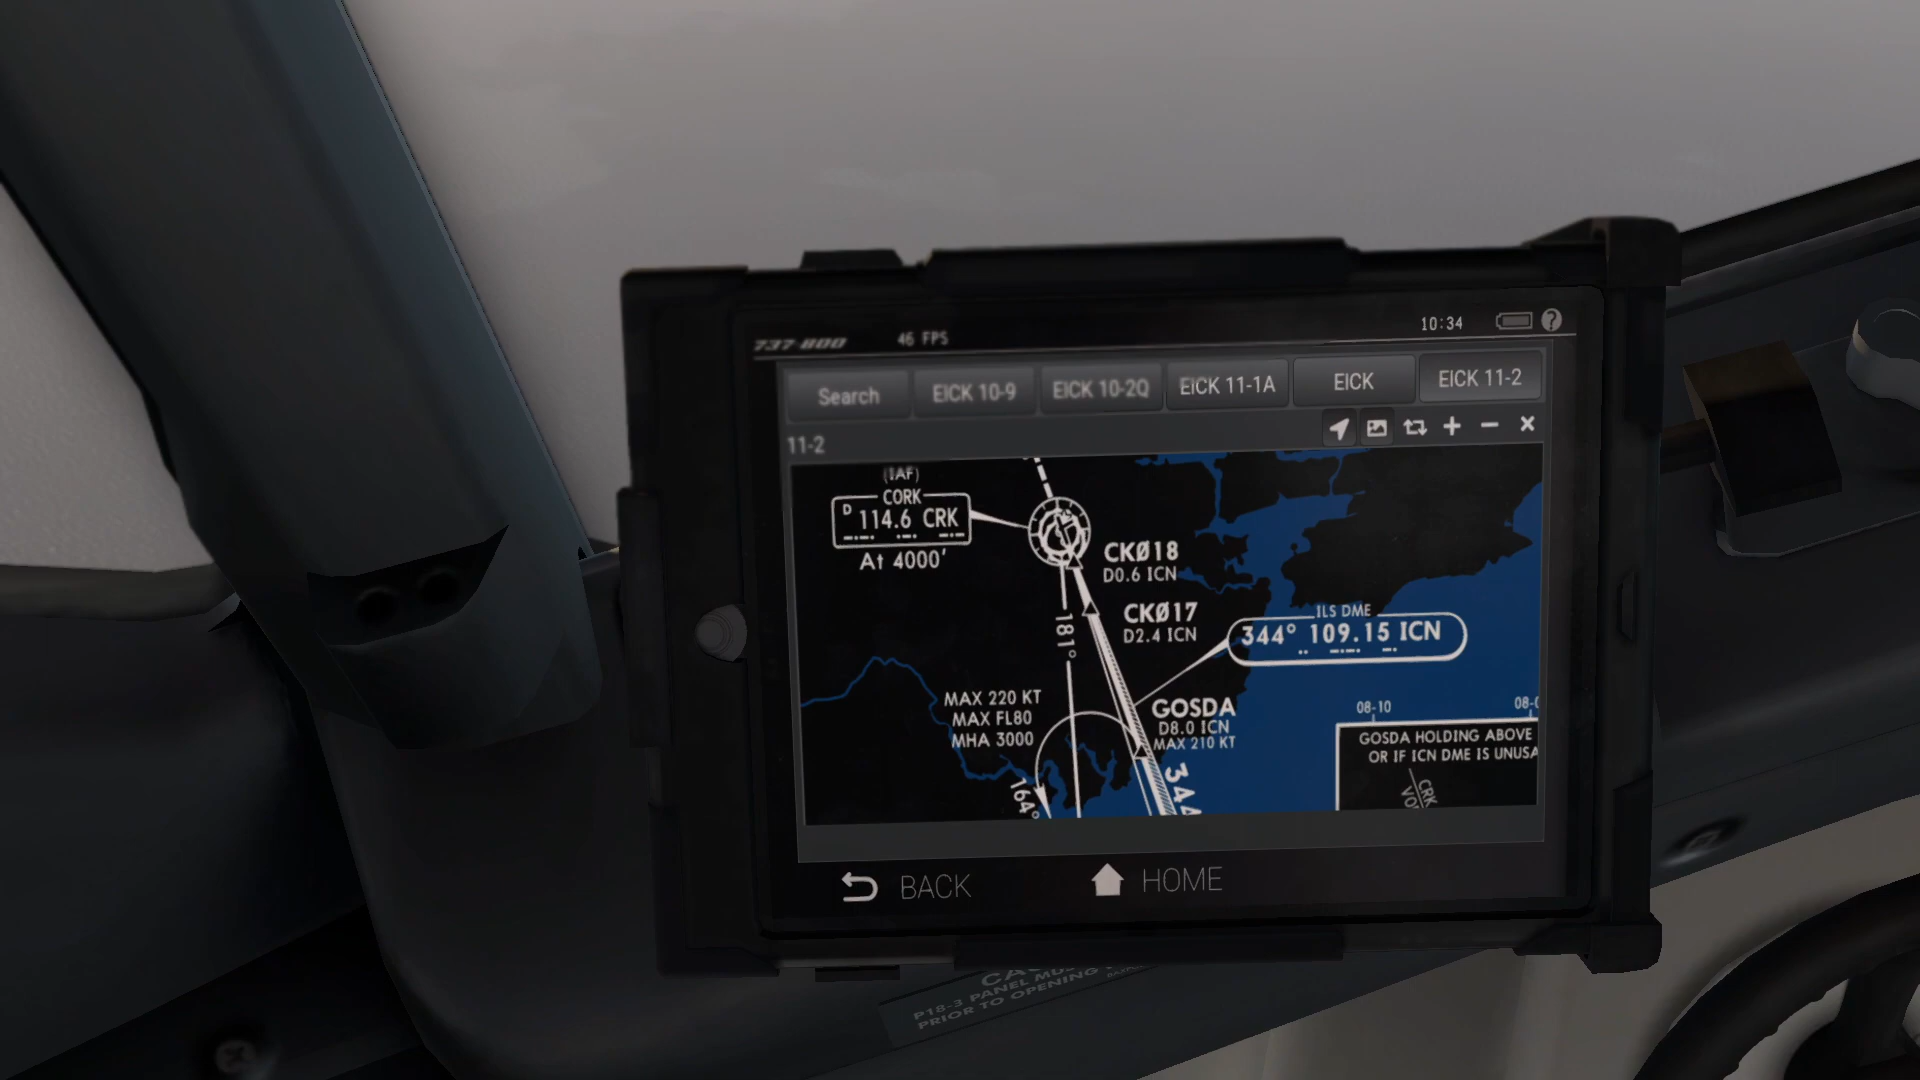 737-800
46 FPS
10:34
?
Search
EICK 10-9
EICK 10-2Q
EICK 11-1A
EICK
EICK 11-2
11-2
(IAF)
CORK
D 114.6 CRK
At 4000'
CKØ18
D0.6 ICN
CKØ17
D2.4 ICN
ILS DME
344° 109.15 ICN
181°
MAX 220 KT
MAX FL80
MHA 3000
GOSDA
D8.0 ICN
MAX 210 KT
164°
344
08-10
08-0
GOSDA HOLDING ABOVE
OR IF ICN DME IS UNUSA
CRK
VO
BACK
HOME
P18-3 PANEL MU
PRIOR TO OPENING